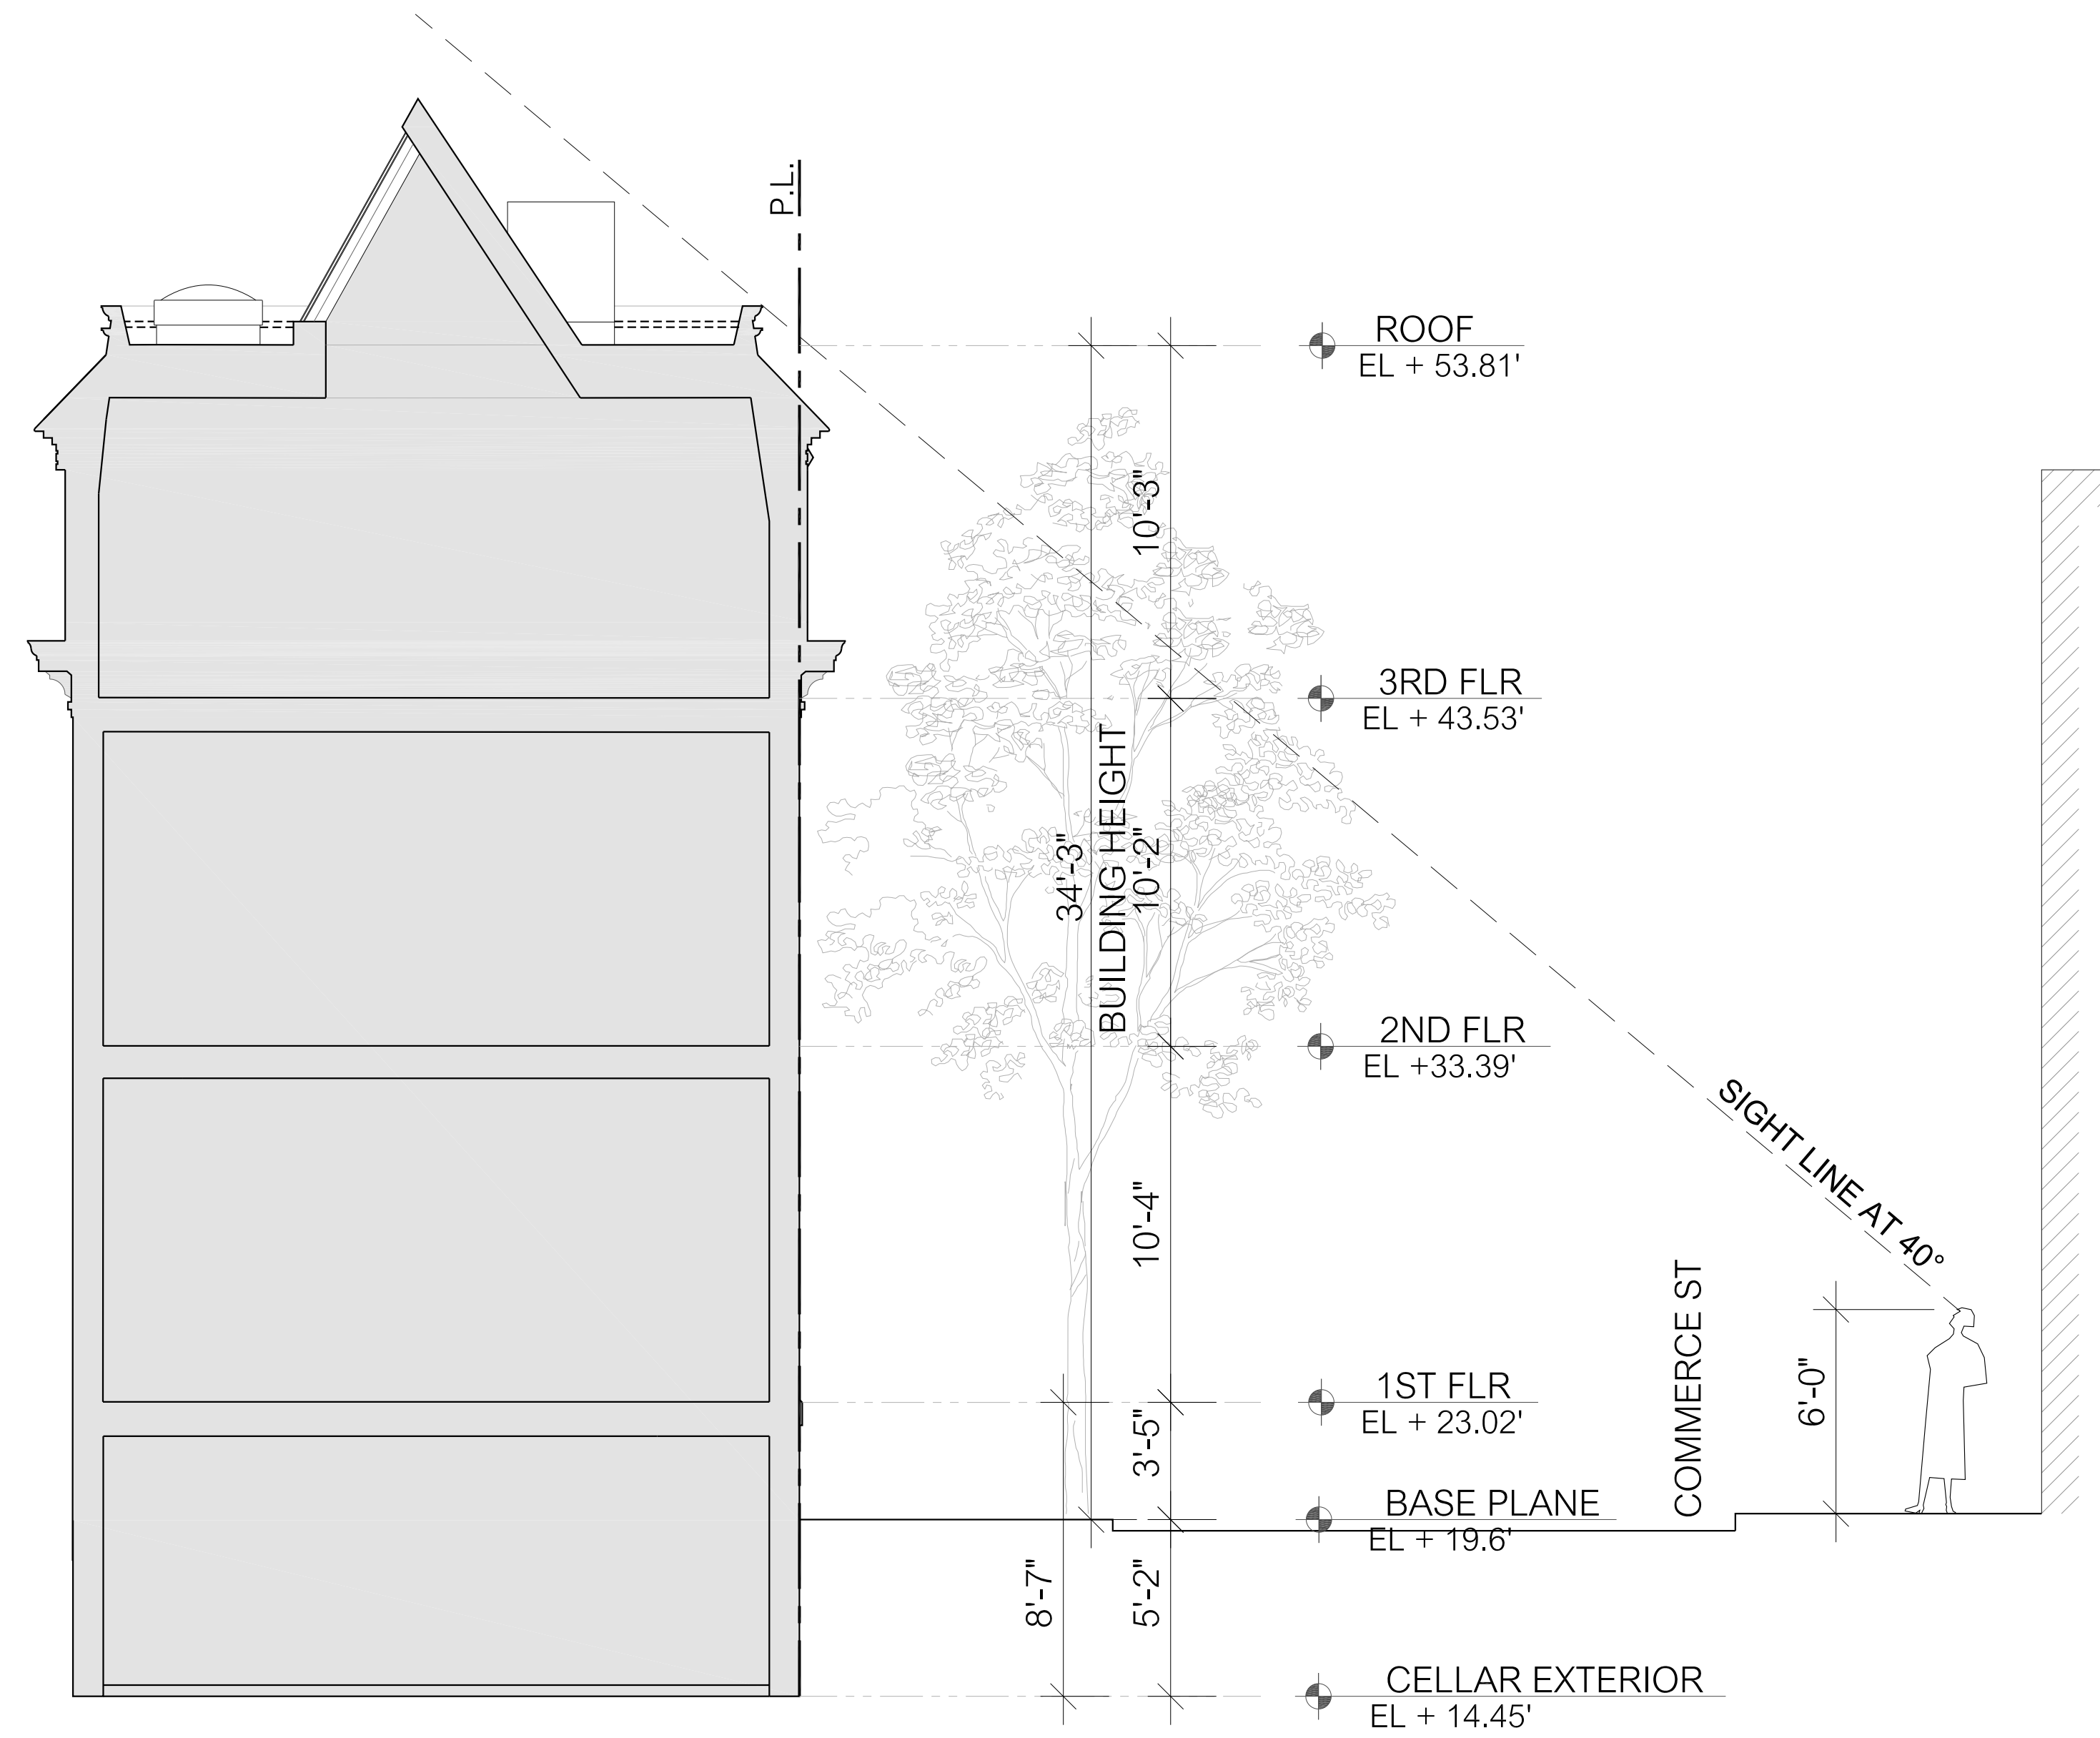 P.L.
ROOF
EL + 53.81'
10'-3"
3RD FLR
EL + 43.53'
34'-3"
BUILDING HEIGHT
10'-2"
2ND FLR
EL +33.39'
SIGHT LINE AT 40°
10'-4"
COMMERCE ST
6'-0"
1ST FLR
EL + 23.02'
3'-5"
BASE PLANE
EL + 19.6'
8'-7"
5'-2"
CELLAR EXTERIOR
EL + 14.45'